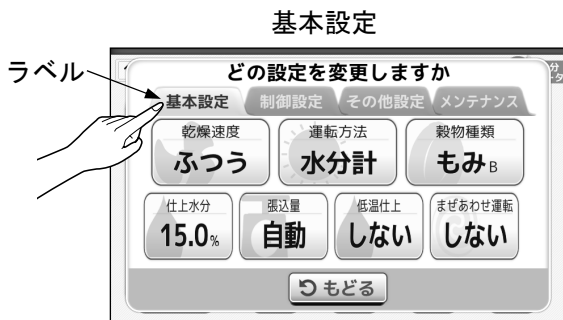 基本設定
ラベル
どの設定を変更しますか
基本設定 制御設定 その他設定 メンテナンス
乾燥速度 運転方法 穀物種類
ふつう 水分計 もみB
仕上水分 張込量 低温仕上 まぜあわせ運転
15.0% 自動 しない しない
もどる